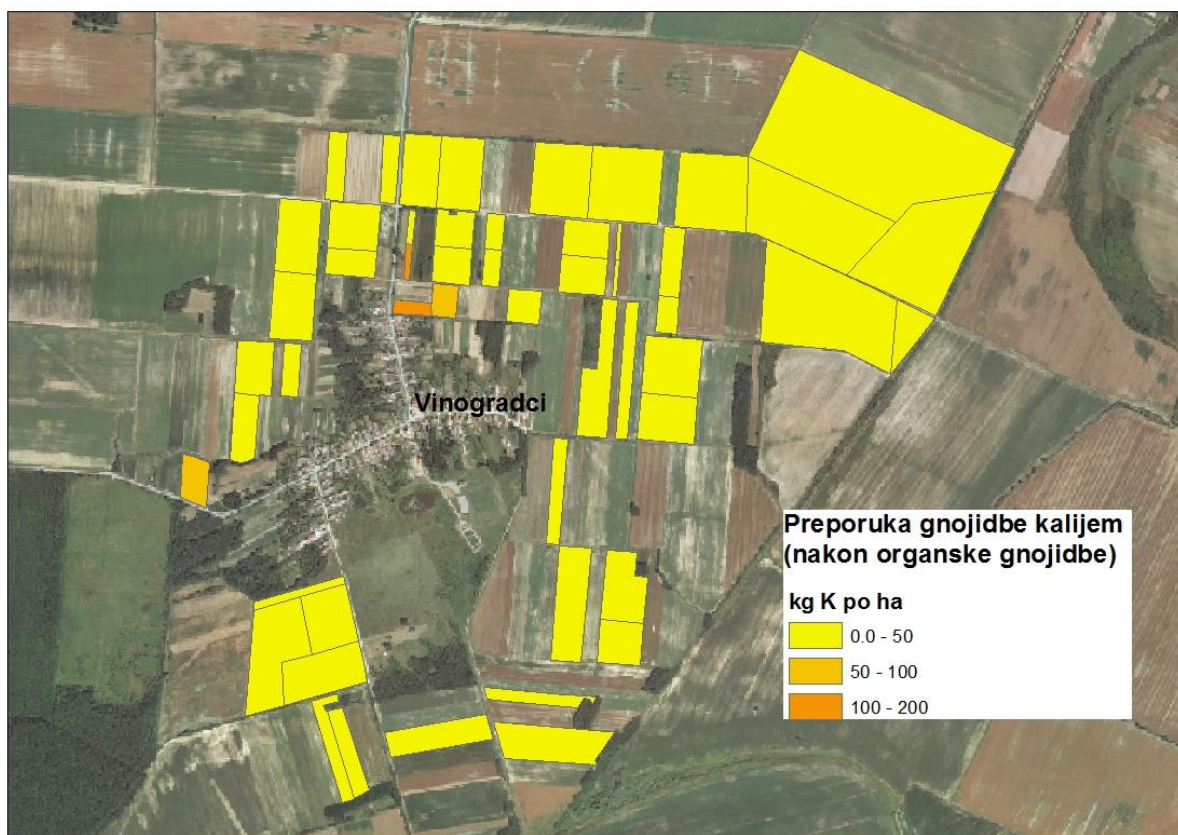 Vinogradci
Preporuka gnojidbe kalijem
(nakon organske gnojidbe)
kg K po ha
0.0 - 50
50 - 100
100 - 200